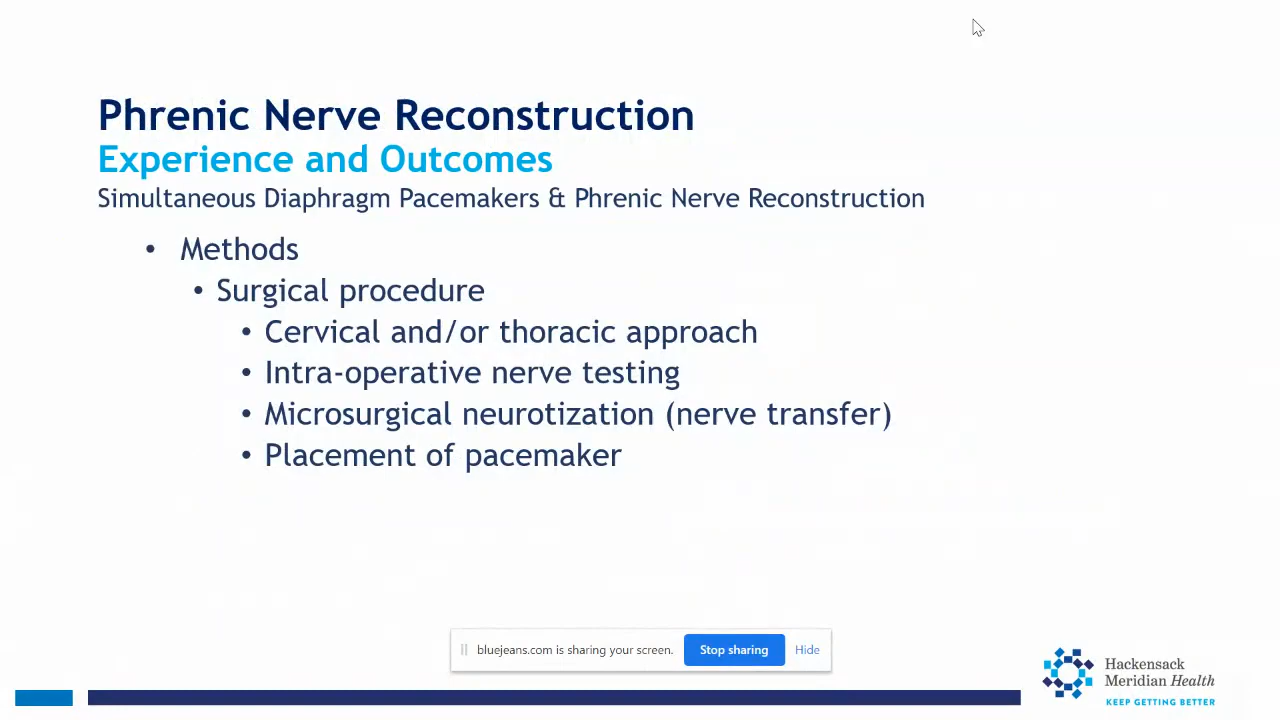 Phrenic Nerve Reconstruction
Experience and Outcomes
Simultaneous Diaphragm Pacemakers & Phrenic Nerve Reconstruction
• Methods
• Surgical procedure
• Cervical and/or thoracic approach
• Intra-operative nerve testing
• Microsurgical neurotization (nerve transfer)
• Placement of pacemaker
bluejeans.com is sharing your screen. Stop sharing Hide
Hackensack
Meridian Health
KEEP GETTING BETTER